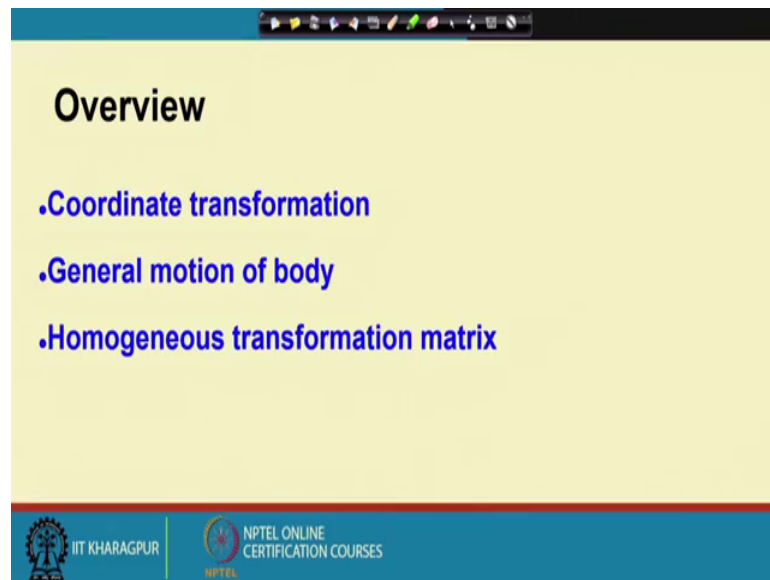 Overview
•Coordinate transformation
•General motion of body
•Homogeneous transformation matrix
IIT KHARAGPUR
NPTEL
NPTEL ONLINE
CERTIFICATION COURSES